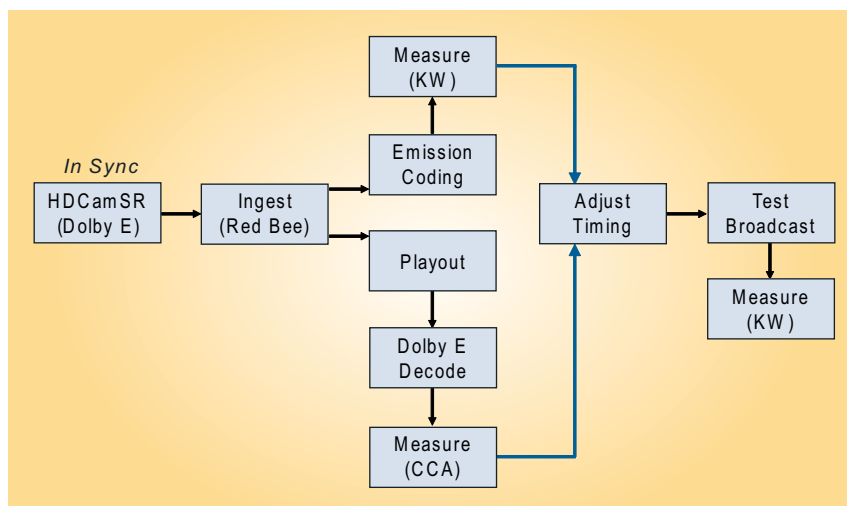 In Sync
HDCamSR
(Dolby E)
Ingest
(Red Bee)
Measure
(KW)
Emission
Coding
Playout
Dolby E
Decode
Measure
(CCA)
Adjust
Timing
Test
Broadcast
Measure
(KW)